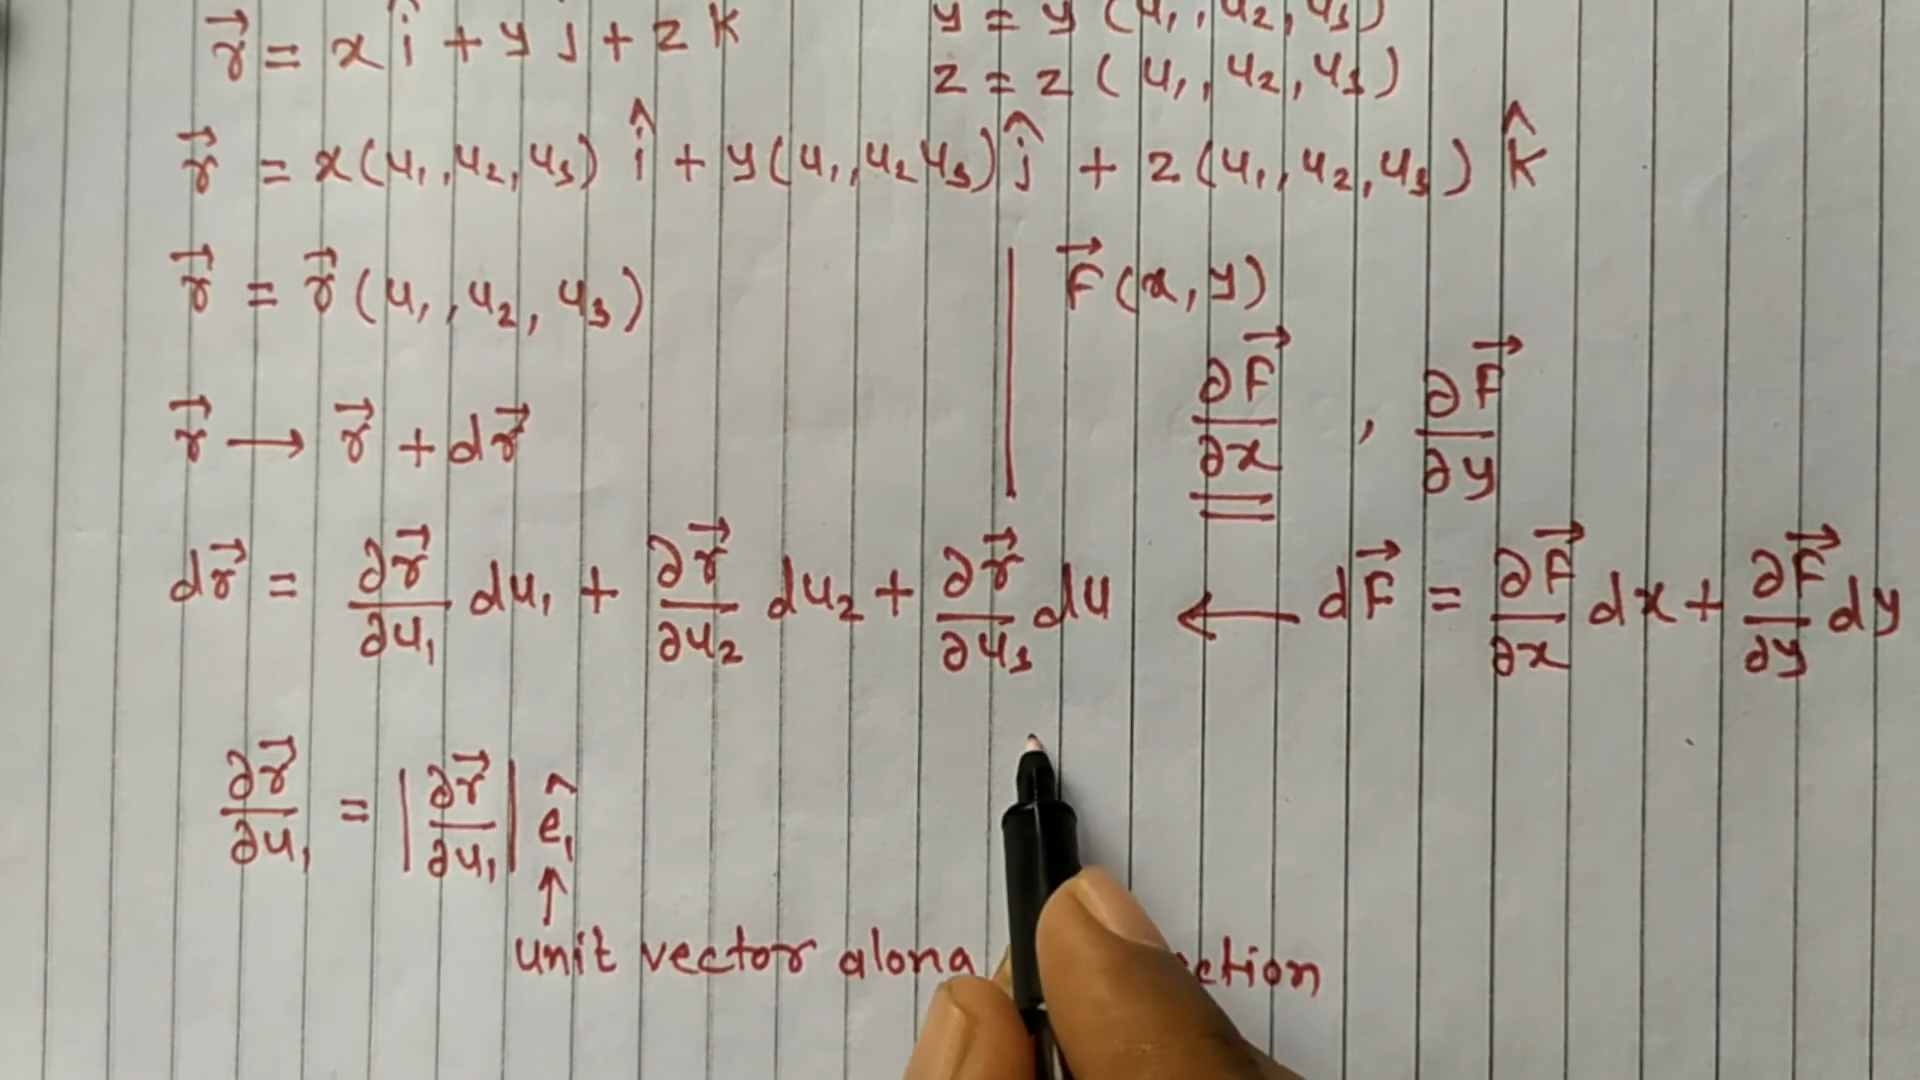 r⃗ = x î + y ĵ + z k
y = y (u₁, u₂, u₃)
z = z (u₁, u₂, u₃)
r⃗ = x(u₁, u₂, u₃) î + y(u₁, u₂ u₃) ĵ + z(u₁, u₂, u₃) k̂
r⃗ = r⃗ (u₁, u₂, u₃)
F⃗ (x, y)
∂F⃗/∂x , ∂F⃗/∂y
r⃗ → r⃗ + dr⃗
dr⃗ = ∂r⃗/∂u₁ du₁ + ∂r⃗/∂u₂ du₂ + ∂r⃗/∂u₃ du ← dF⃗ = ∂F⃗/∂x dx + ∂F⃗/∂y dy
∂r⃗/∂u₁ = |∂r⃗/∂u₁| ê₁
↑
unit vector along